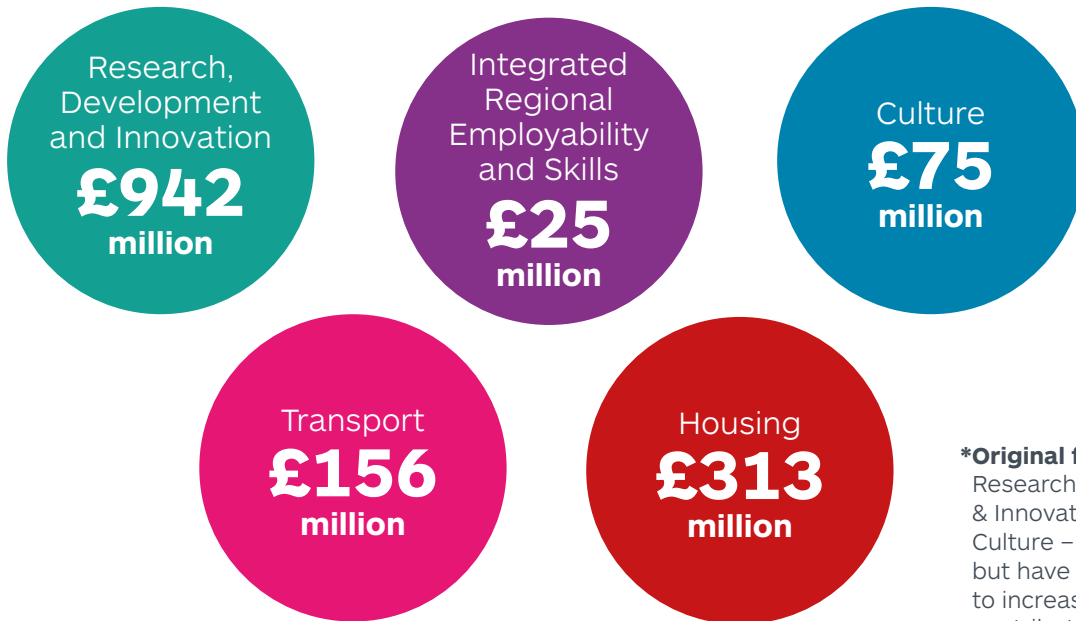 Research,
Development
and Innovation
£942
million
Integrated
Regional
Employability
and Skills
£25
million
Culture
£75
million
Transport
£156
million
Housing
£313
million
*Original
Research
& Innovat
Culture –
but have
to increas